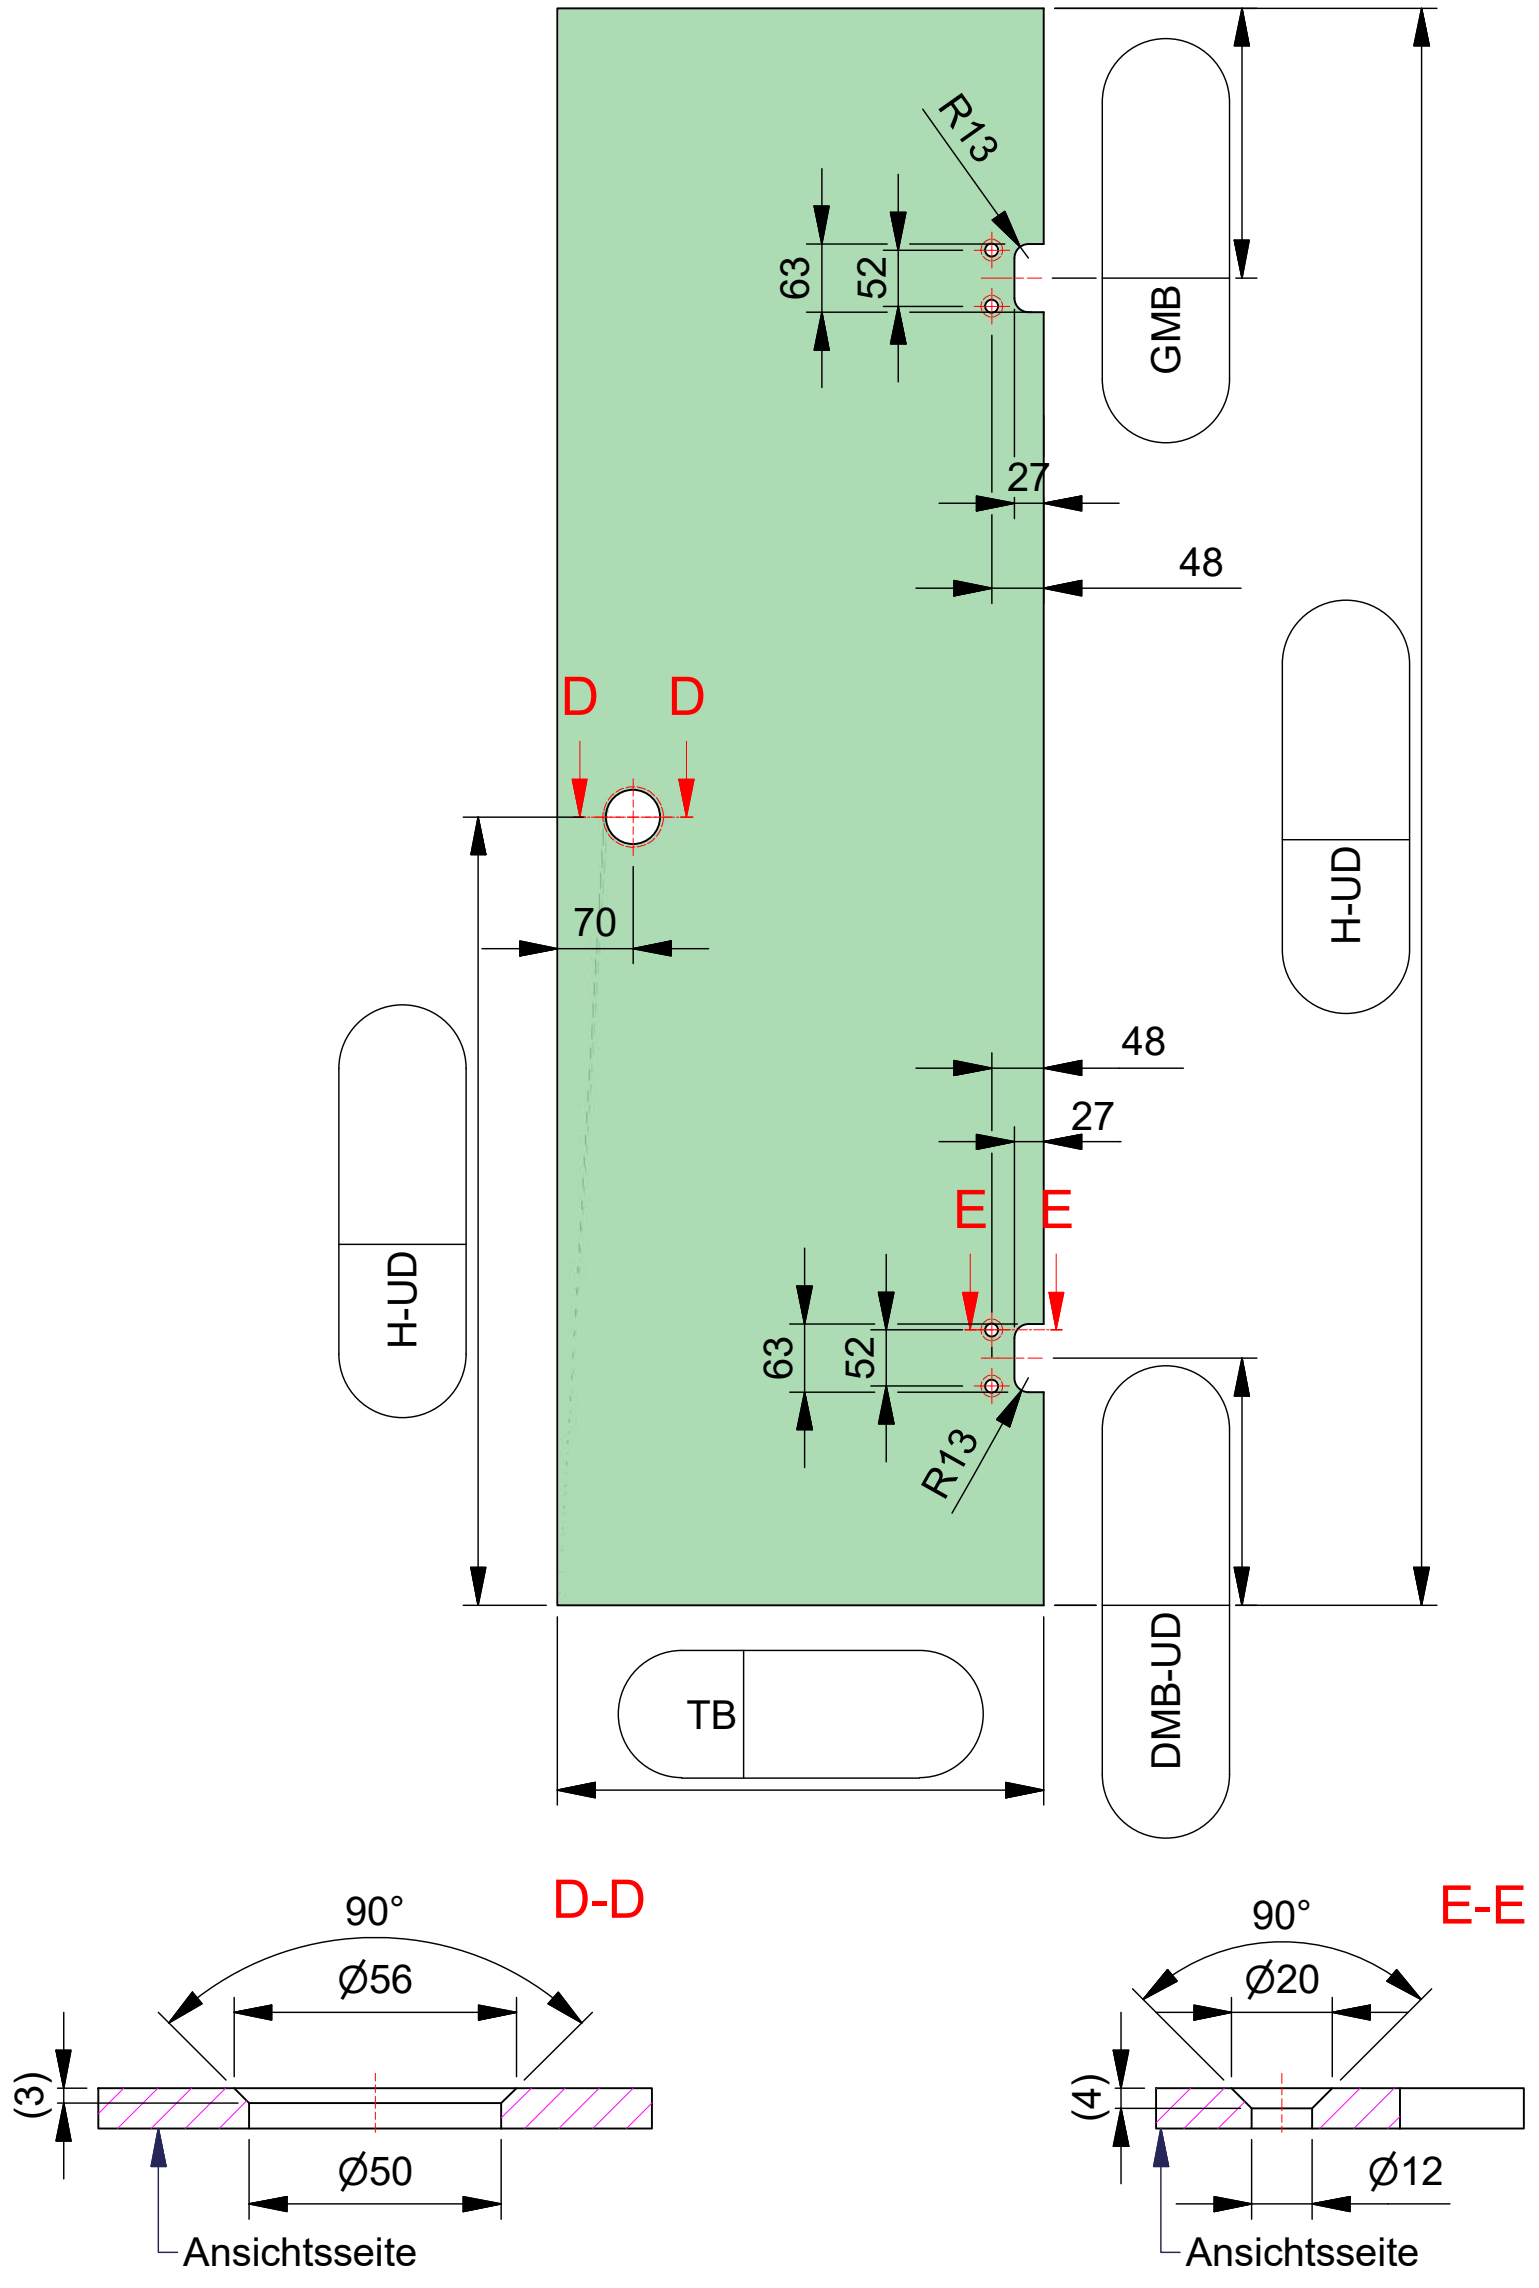 R13
63
52
GMB
27
48
D D
H-UD
70
48
27
H-UD
E E
63
52
R13
DMB-UD
TB
D-D
90°
Ø56
(3)
Ø50
Ansichtsseite
E-E
90°
Ø20
(4)
Ø12
Ansichtsseite